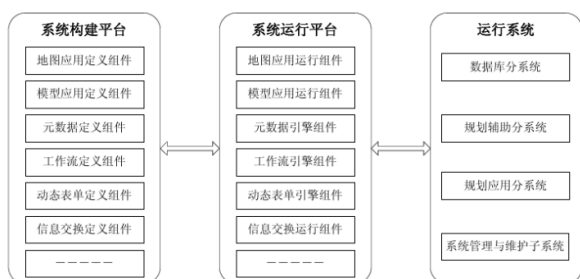 系统构建平台
地图应用定义组件
模型应用定义组件
元数据定义组件
工作流定义组件
动态表单定义组件
信息交换定义组件
－－－－－
系统运行平台
地图应用运行组件
模型应用运行组件
元数据引擎组件
工作流引擎组件
动态表单引擎组件
信息交换运行组件
－－－－－
运行系统
数据库分系统
规划辅助分系统
规划应用分系统
系统管理与维护子系统